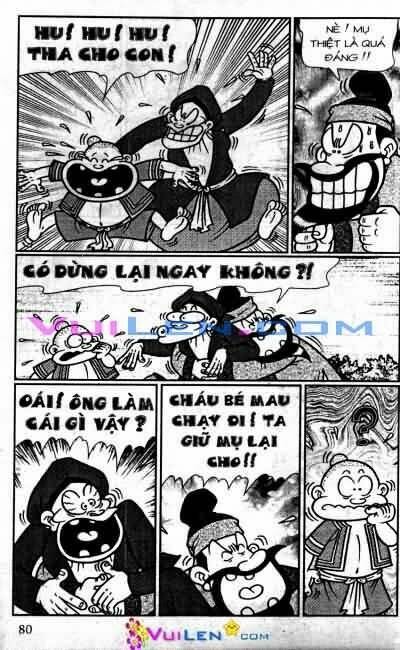 HU! HU! HU!
THA CHO CON!
NÈ! MỤ
THIỆT LÀ QUÁ
ĐÁNG!!
CÓ DỪNG LẠI NGAY KHÔNG?!
VUILEN.COM
OÁI! ÔNG LÀM
CÁI GÌ VẬY?
CHÁU BÉ MAU
CHẠY ĐI! TA
GIỮ MỤ LẠI
CHO!!
80
VUILEN.COM